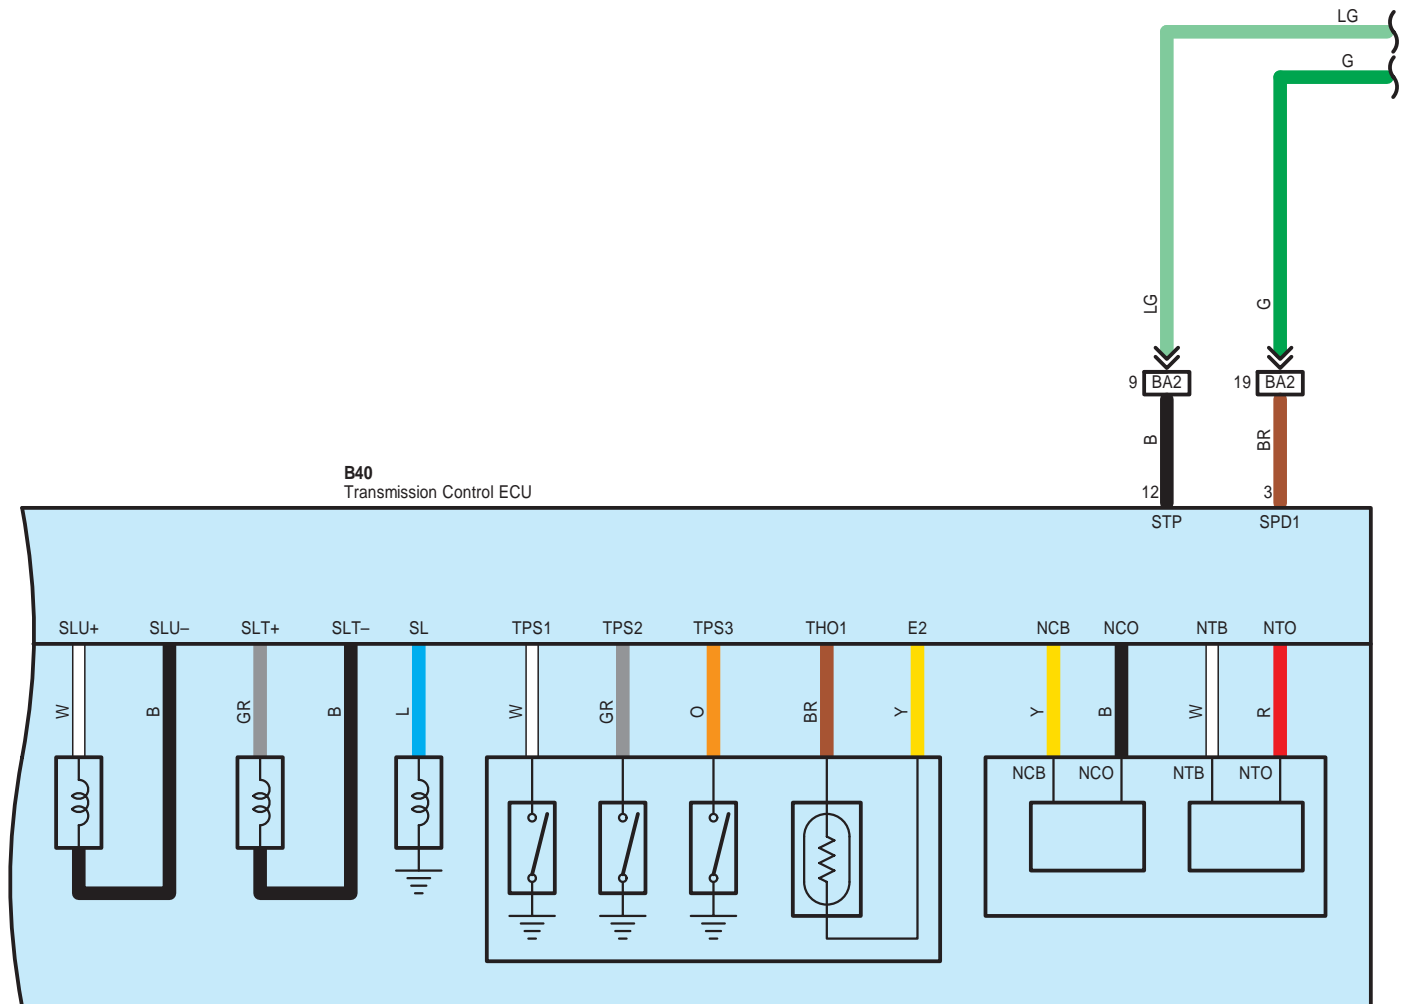 LG
G
LG
G
9 BA2
19 BA2
B
BR
B40
Transmission Control ECU
12
3
STP
SPD1
SLU+ SLU– SLT+ SLT– SL TPS1 TPS2 TPS3 THO1 E2 NCB NCO NTB NTO
W B GR B L W GR O BR Y Y B W R
NCB NCO NTB NTO